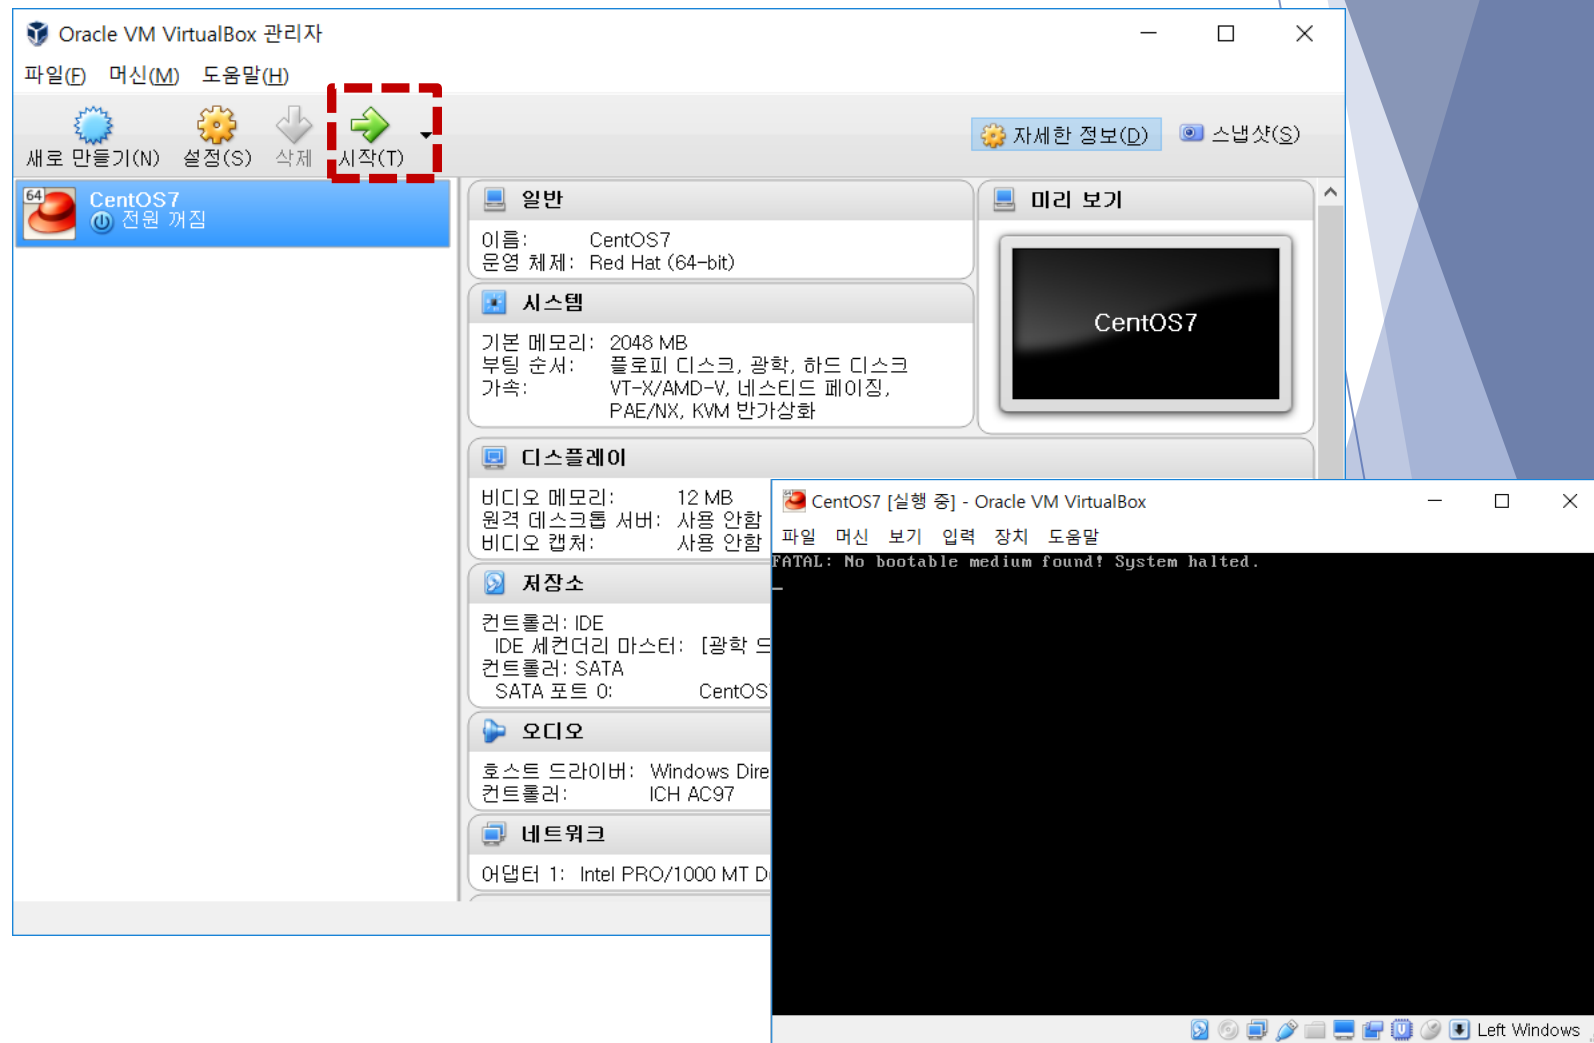 Oracle VM VirtualBox 관리자
파일(F) 머신(M) 도움말(H)
새로 만들기(N) 설정(S) 삭제 시작(T) 자세한 정보(D) 스냅샷(S)
64
CentOS7
전원 꺼짐
일반
이름: CentOS7
운영 체제: Red Hat (64-bit)
미리 보기
CentOS7
시스템
기본 메모리: 2048 MB
부팅 순서: 플로피 디스크, 광학, 하드 디스크
가속: VT-X/AMD-V, 네스티드 페이징,
PAE/NX, KVM 반가상화
디스플레이
비디오 메모리: 12 MB
원격 데스크톱 서버: 사용 안함
비디오 캡처: 사용 안함
저장소
컨트롤러: IDE
IDE 세컨더리 마스터: [광학 드
컨트롤러: SATA
SATA 포트 0: CentOS
오디오
호스트 드라이버: Windows Dire
컨트롤러: ICH AC97
네트워크
어댑터 1: Intel PRO/1000 MT D
CentOS7 [실행 중] - Oracle VM VirtualBox
파일 머신 보기 입력 장치 도움말
FATAL: No bootable medium found! System halted.
Left Windows